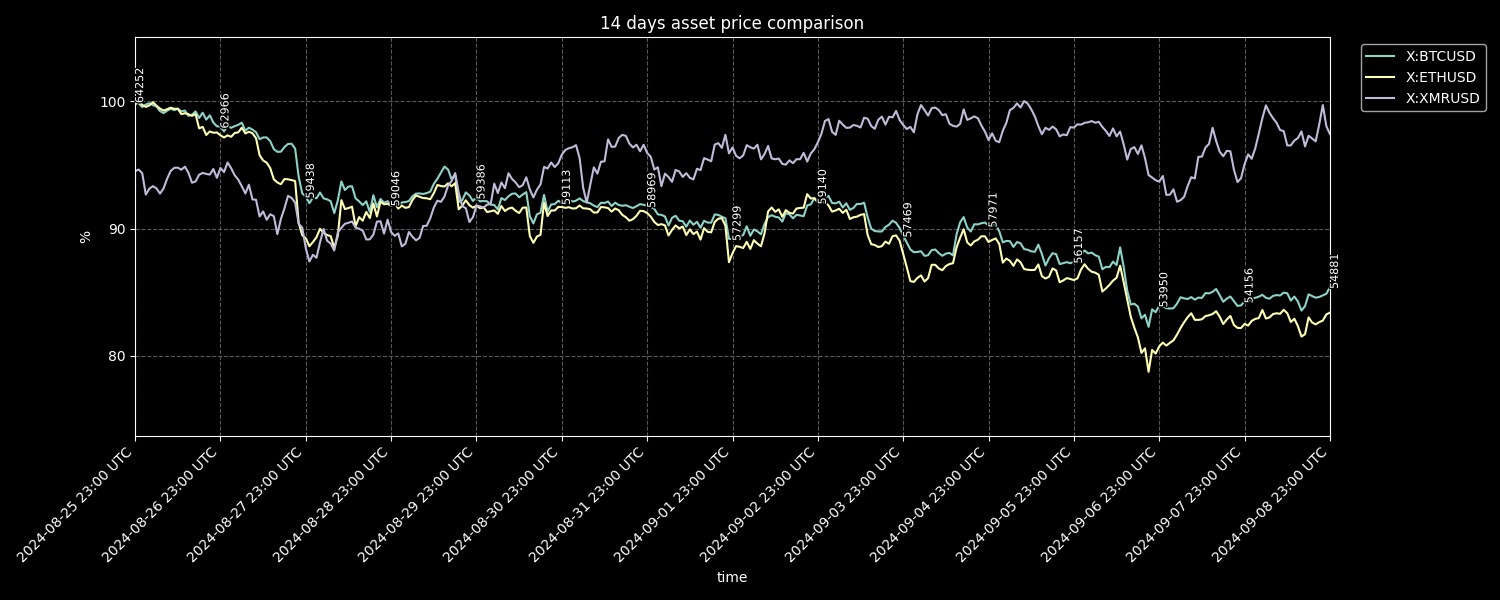 14 days asset price comparison
X:BTCUSD
X:ETHUSD
X:XMRUSD
%
100
90
80
64252
62966
59438
59046
59386
59113
58969
57299
59140
57469
57971
56157
53950
54156
54881
2024-08-25 23:00 UTC
2024-08-26 23:00 UTC
2024-08-27 23:00 UTC
2024-08-28 23:00 UTC
2024-08-29 23:00 UTC
2024-08-30 23:00 UTC
2024-08-31 23:00 UTC
2024-09-01 23:00 UTC
2024-09-02 23:00 UTC
2024-09-03 23:00 UTC
2024-09-04 23:00 UTC
2024-09-05 23:00 UTC
2024-09-06 23:00 UTC
2024-09-07 23:00 UTC
2024-09-08 23:00 UTC
time